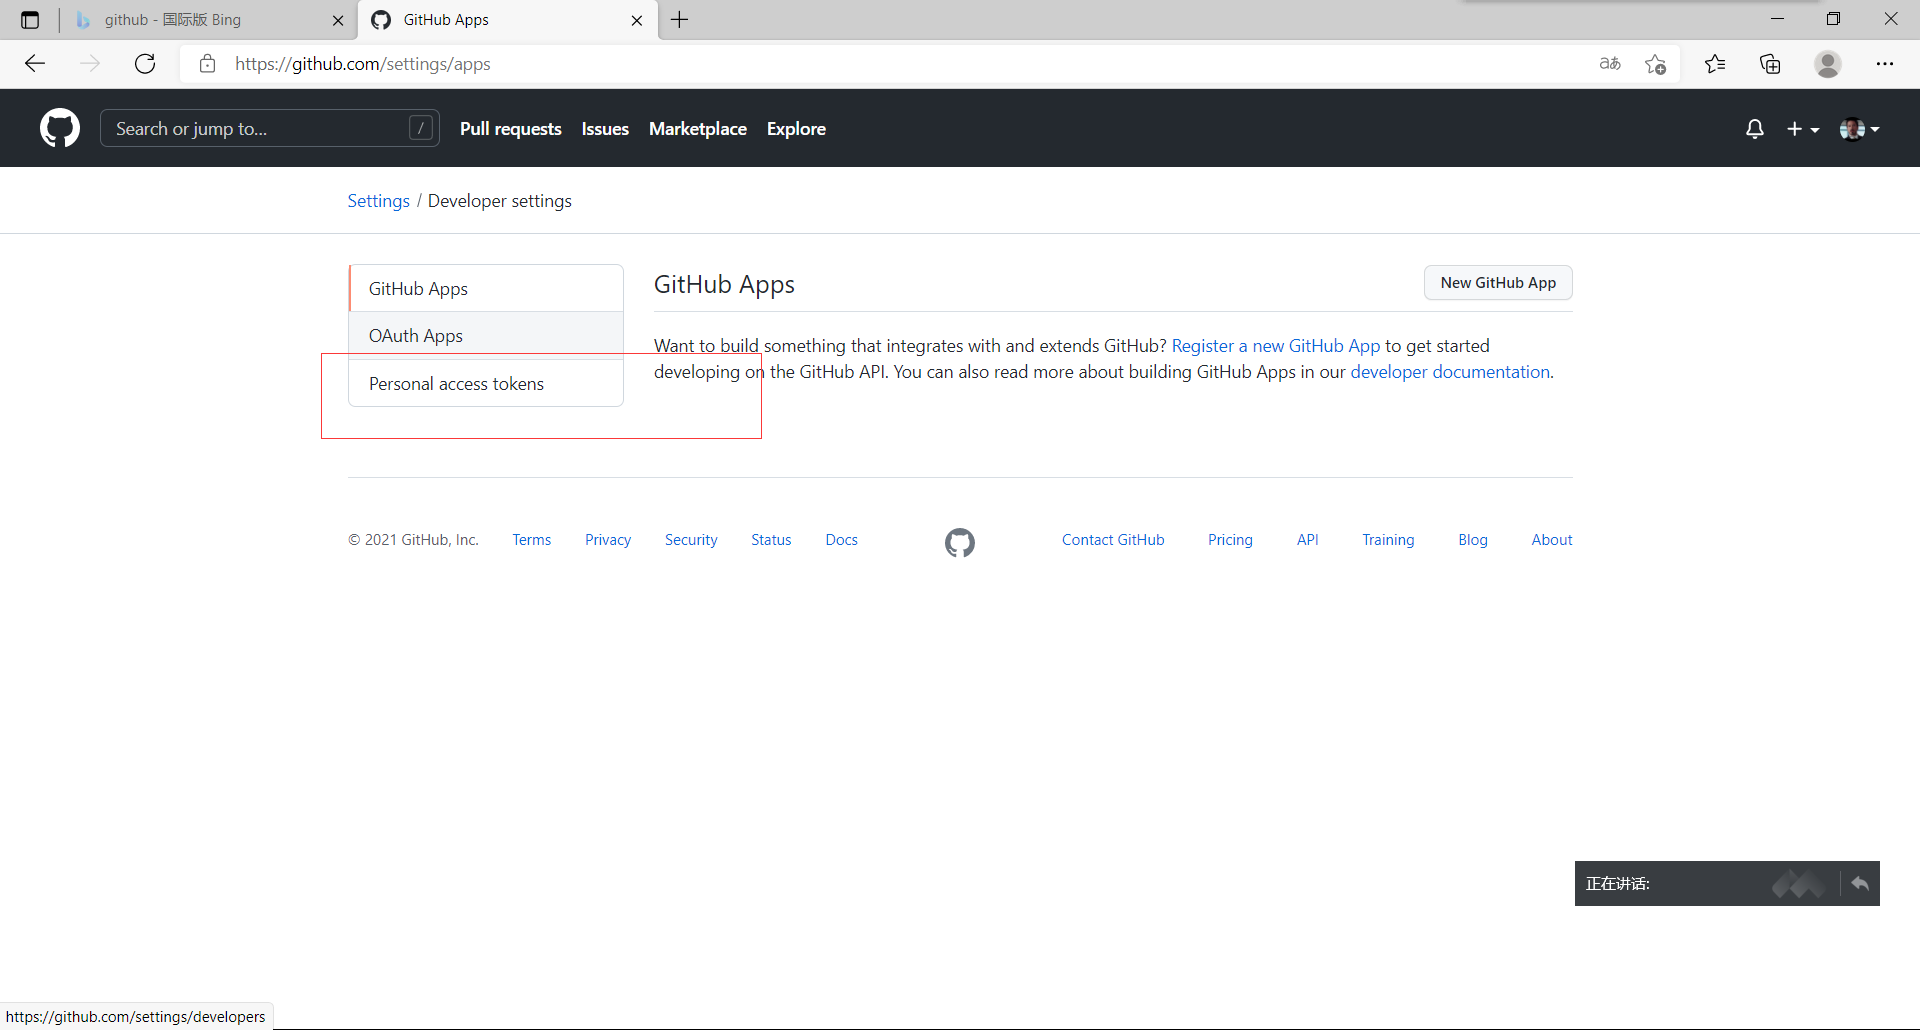 github - 国际版 Bing
GitHub Apps
https://github.com/settings/apps
aあ
Search or jump to...
/
Pull requests
Issues
Marketplace
Explore
Settings / Developer settings
GitHub Apps
OAuth Apps
Personal access tokens
GitHub Apps
New GitHub App
Want to build something that integrates with and extends GitHub? Register a new GitHub App to get started
developing on the GitHub API. You can also read more about building GitHub Apps in our developer documentation.
© 2021 GitHub, Inc.
Terms
Privacy
Security
Status
Docs
Contact GitHub
Pricing
API
Training
Blog
About
正在讲话:
https://github.com/settings/developers